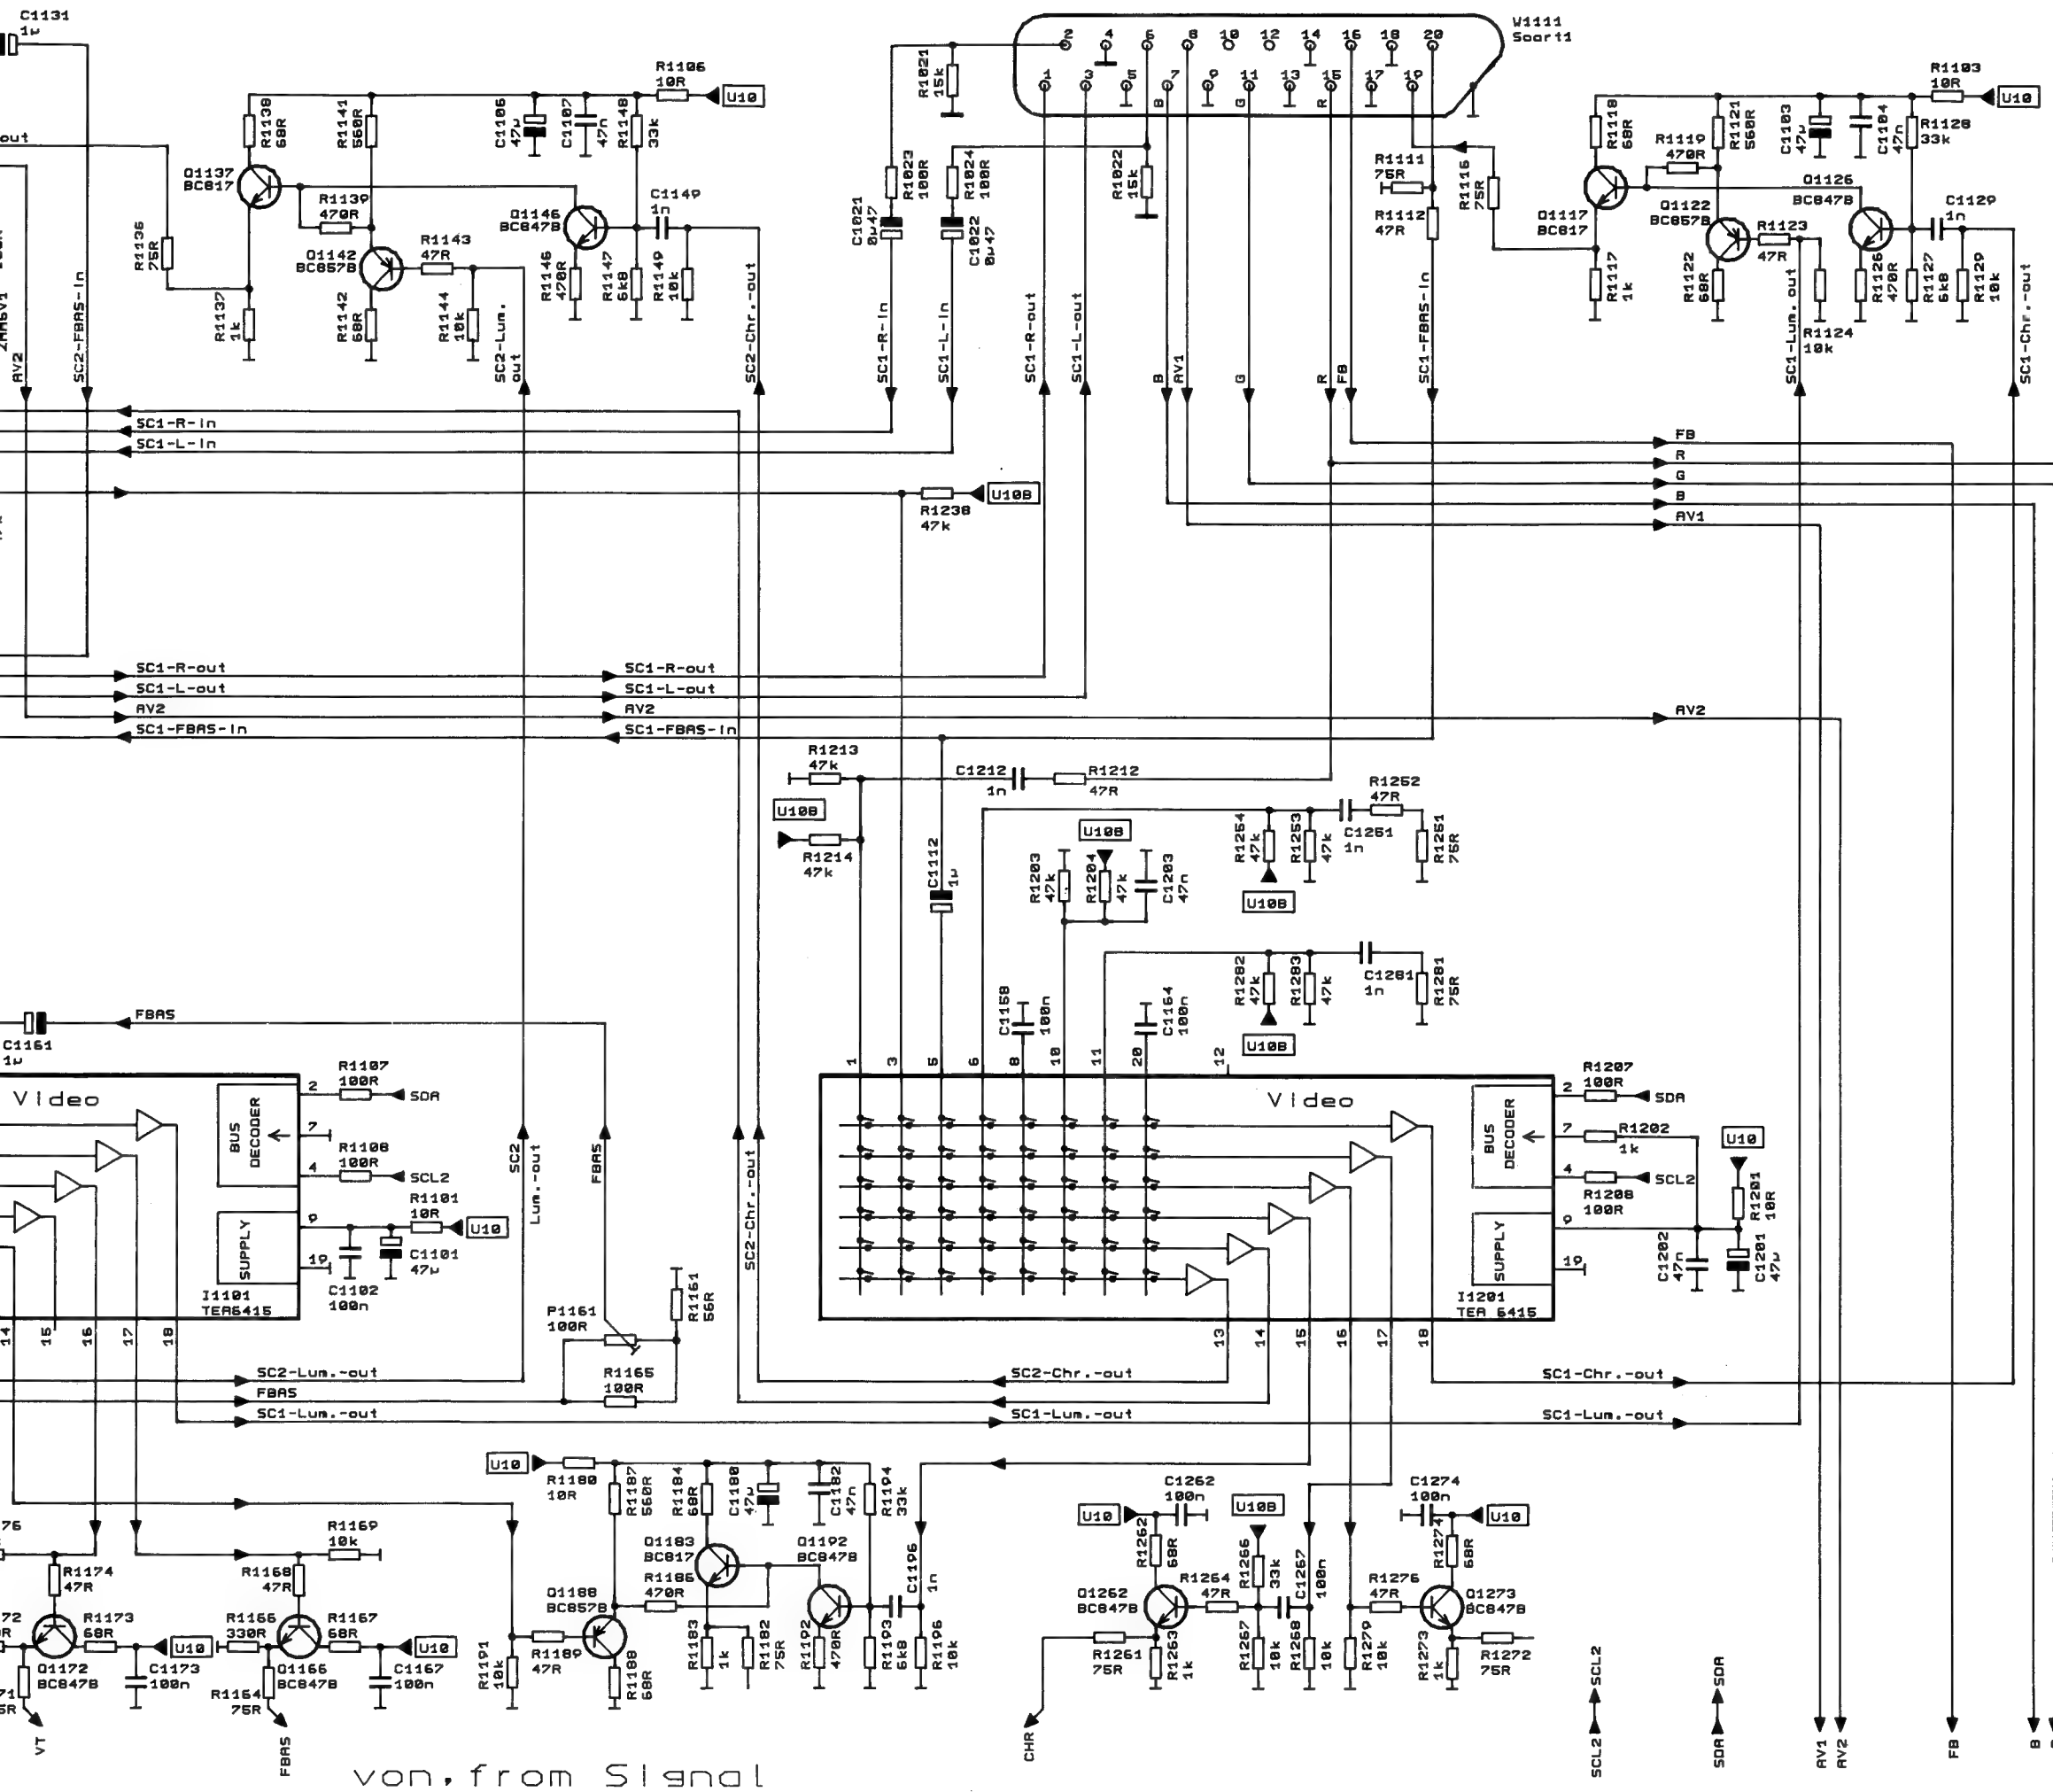 C1131
1µ
W1111
Scart1
2 4 6 8 10 12 14 16 18 20
1 3 5 7 9 11 13 15 17 19
B G R
out
R1138
68R
R1141
560R
C1106
47µ
C1107
47n
R1148
33k
R1106
10R
U10
Q1137
BC817
R1139
470R
Q1142
BC857B
R1143
47R
Q1146
BC847B
C1149
1n
R1136
75R
R1137
1k
R1142
68R
R1144
10k
R1146
470R
R1147
6k8
R1149
10k
AV2
SC2-FBAS-In
SC2-Lum.
out
SC2-Chr.-out
R1021
15k
R1023
100R
R1024
100R
R1022
15k
C1021
0µ47
C1022
0µ47
R1111
75R
R1112
47R
R1116
75R
R1118
68R
R1119
470R
R1121
560R
C1103
47µ
C1104
47n
R1128
33k
R1103
10R
U10
Q1117
BC817
Q1122
BC857B
Q1126
BC847B
C1129
1n
R1123
47R
R1117
1k
R1122
68R
R1124
10k
R1126
470R
R1127
6k8
R1129
10k
SC1-R-In
SC1-L-In
SC1-R-out
SC1-L-out
B
AV1
G
R
FB
SC1-FBAS-In
SC1-Lum.out
SC1-Chr.-out
SC1-R-In
SC1-L-In
FB
R
G
B
AV1
R1238
47k
U10B
SC1-R-out
SC1-L-out
AV2
SC1-FBAS-In
SC1-R-out
SC1-L-out
AV2
SC1-FBAS-In
AV2
R1213
47k
U10B
R1214
47k
C1212
1n
R1212
47R
C1112
1µ
R1203
47k
U10B
R1204
47k
C1203
47n
R1254
47k
R1253
47k
U10B
C1251
1n
R1252
47R
R1251
75R
R1282
47k
R1283
47k
U10B
C1281
1n
R1281
75R
C1158
100n
C1164
100n
FBAS
C1161
1µ
Video
BUS
DECODER
SUPPLY
I1101
TEA6415
2
7
4
9
19
R1107
100R
SDA
R1108
100R
SCL2
R1101
10R
U10
C1102
100n
C1101
47µ
14 15 16 17 18
SC2
Lum.-out
FBAS
SC2-Chr.-out
P1161
100R
R1161
56R
R1165
100R
1 3 5 6 8 10 11 20 12
Video
BUS
DECODER
SUPPLY
I1201
TEA 6415
2
7
4
9
19
R1207
100R
SDA
R1202
1k
R1208
100R
SCL2
U10
R1201
10R
C1202
47n
C1201
47µ
13 14 15 16 17 18
SC2-Lum.-out
FBAS
SC1-Lum.-out
SC2-Chr.-out
SC1-Lum.-out
SC1-Chr.-out
SC1-Lum.-out
U10
R1180
10R
R1187
560R
R1184
68R
C1180
47µ
C1182
47n
R1194
33k
Q1183
BC817
R1186
470R
Q1188
BC857B
Q1192
BC847B
C1196
1n
R1191
10k
R1189
47R
R1188
68R
R1183
1k
R1182
75R
R1192
470R
R1193
6k8
R1196
10k
R1174
47R
R1173
68R
U10
Q1172
BC847B
C1173
100n
VT
R1169
10k
R1168
47R
R1166
330R
R1167
68R
U10
Q1166
BC847B
R1164
75R
C1167
100n
FBAS
U10
C1262
100n
R1262
68R
Q1262
BC847B
R1264
47R
U10B
R1266
33k
C1267
100n
R1261
75R
R1263
1k
R1267
10k
R1268
10k
CHR
C1274
100n
U10
R1274
68R
R1276
47R
Q1273
BC847B
R1279
10k
R1273
1k
R1272
75R
SCL2 SCL2
SDA SDA
AV1
AV2
FB
B
von, from Signal